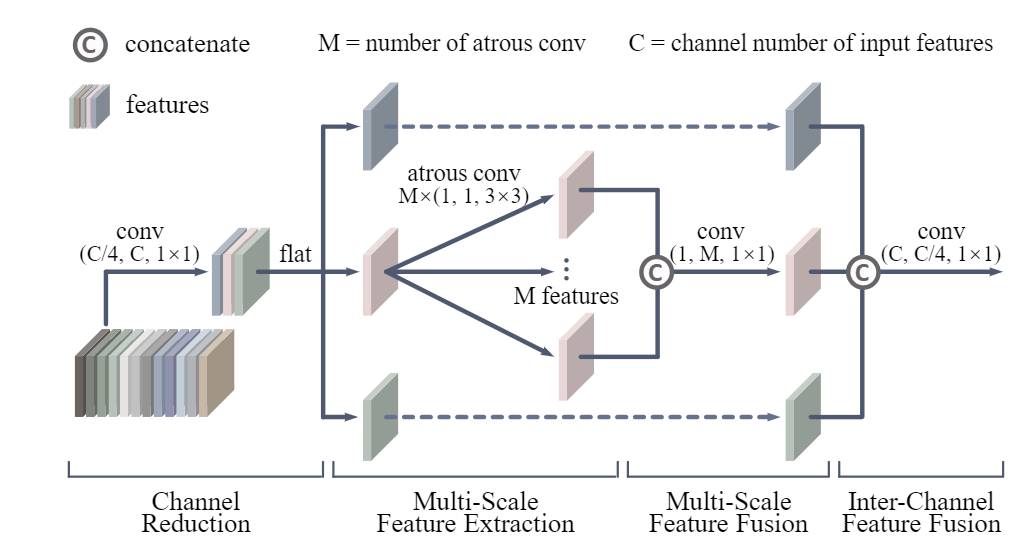 C concatenate
M = number of atrous conv
C = channel number of input features
features
atrous conv
M×(1, 1, 3×3)
conv
(C/4, C, 1×1)
flat
M features
C
conv
(1, M, 1×1)
C
conv
(C, C/4, 1×1)
Channel
Reduction
Multi-Scale
Feature Extraction
Multi-Scale
Feature Fusion
Inter-Channel
Feature Fusion